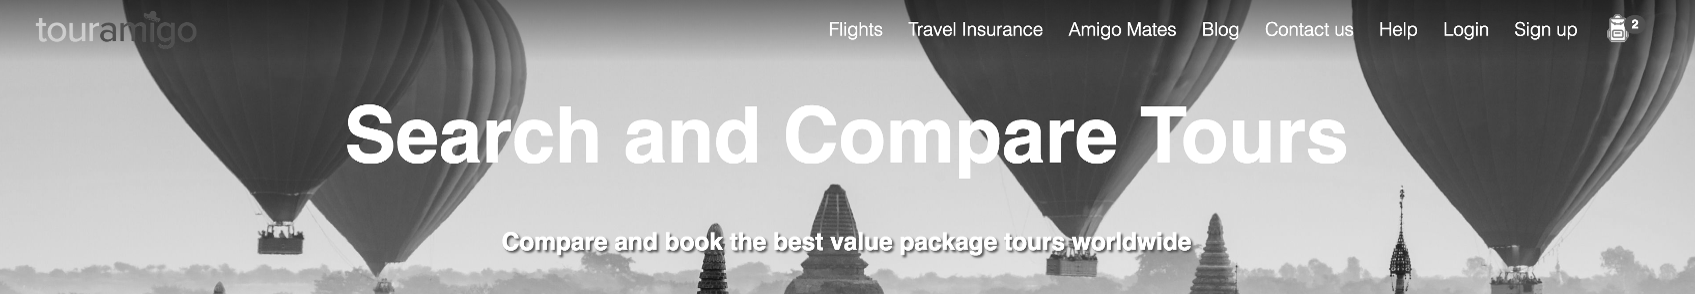 touramigo
Flights Travel Insurance Amigo Mates Blog Contact us Help Login Sign up 2
Search and Compare Tours
Compare and book the best value package tours worldwide